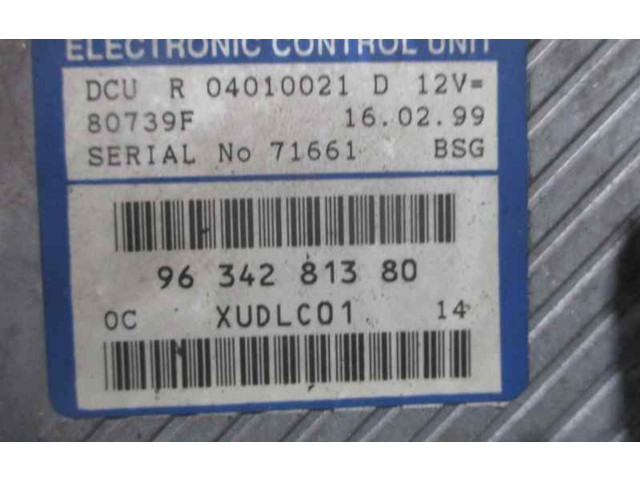 ELECTRONIC CONTROL UNIT
DCU R 04010021 D 12V=
80739F 16.02.99
SERIAL No 71661 BSG
96 342 813 80
0C XUDLC01 14